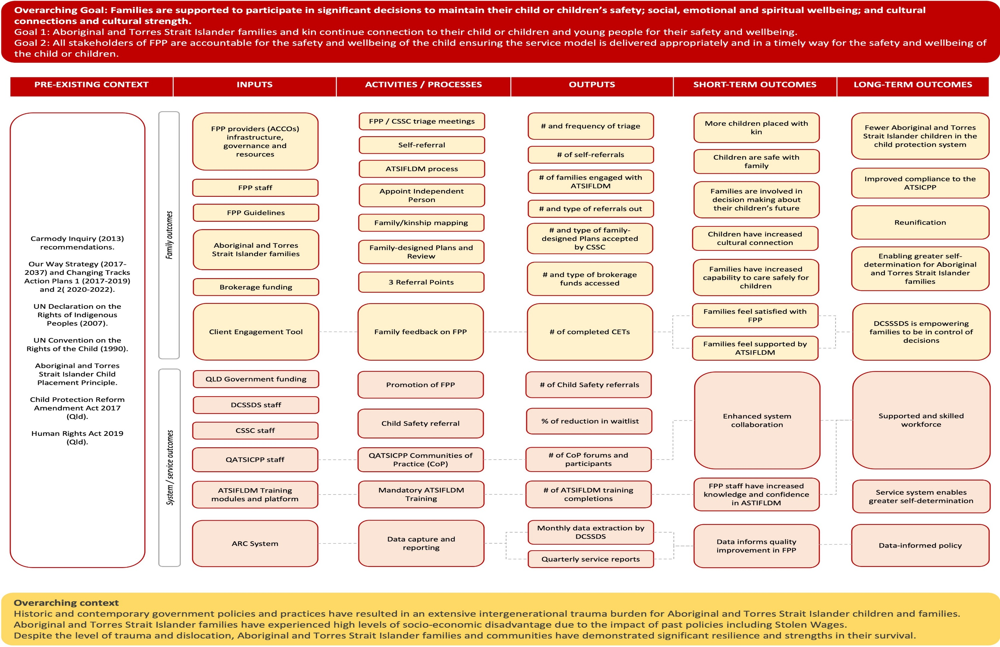 Overarching Goal: Families are supported to participate in significant decisions to maintain their child or children’s safety; social, emotional and spiritual wellbeing; and cultural
connections and cultural strength.
Goal 1: Aboriginal and Torres Strait Islander families and kin continue connection to their child or children and young people for their safety and wellbeing.
Goal 2: All stakeholders of FPP are accountable for the safety and wellbeing of the child ensuring the service model is delivered appropriately and in a timely way for the safety and wellbeing of
the child or children.
PRE-EXISTING CONTEXT
INPUTS
ACTIVITIES / PROCESSES
OUTPUTS
SHORT-TERM OUTCOMES
LONG-TERM OUTCOMES
Carmody Inquiry (2013)
recommendations.
Our Way Strategy (2017-
2037) and Changing Tracks
Action Plans 1 (2017-2019)
and 2( 2020-2022).
UN Declaration on the
Rights of Indigenous
Peoples (2007).
UN Convention on the
Rights of the Child (1990).
Aboriginal and Torres
Strait Islander Child
Placement Principle.
Child Protection Reform
Amendment Act 2017
(Qld).
Human Rights Act 2019
(Qld).
Family outcomes
FPP providers (ACCOs)
infrastructure,
governance and
resources
FPP staff
FPP Guidelines
Aboriginal and Torres
Strait Islander families
Brokerage funding
Client Engagement Tool
FPP / CSSC triage meetings
Self-referral
ATSIFLDM process
Appoint Independent
Person
Family/kinship mapping
Family-designed Plans and
Review
3 Referral Points
Family feedback on FPP
# and frequency of triage
# of self-referrals
# of families engaged with
ATSIFLDM
# and type of referrals out
# and type of family-
designed Plans accepted
by CSSC
# and type of brokerage
funds accessed
# of completed CETs
More children placed with
kin
Children are safe with
family
Families are involved in
decision making about
their children’s future
Children have increased
cultural connection
Families have increased
capability to care safely for
children
Families feel satisfied with
FPP
Families feel supported by
ATSIFLDM
Fewer Aboriginal and Torres
Strait Islander children in the
child protection system
Improved compliance to the
ATSICPP
Reunification
Enabling greater self-
determination for Aboriginal
and Torres Strait Islander
families
DCSSSDS is empowering
families to be in control of
decisions
System / service outcomes
QLD Government funding
DCSSDS staff
CSSC staff
QATSICPP staff
ATSIFLDM Training
modules and platform
ARC System
Promotion of FPP
Child Safety referral
QATSICPP Communities of
Practice (CoP)
Mandatory ATSIFLDM
Training
Data capture and
reporting
# of Child Safety referrals
% of reduction in waitlist
# of CoP forums and
participants
# of ATSIFLDM training
completions
Monthly data extraction by
DCSSDS
Quarterly service reports
Enhanced system
collaboration
FPP staff have increased
knowledge and confidence
in ASTIFLDM
Data informs quality
improvement in FPP
Supported and skilled
workforce
Service system enables
greater self-determination
Data-informed policy
Overarching context
Historic and contemporary government policies and practices have resulted in an extensive intergenerational trauma burden for Aboriginal and Torres Strait Islander children and families.
Aboriginal and Torres Strait Islander families have experienced high levels of socio-economic disadvantage due to the impact of past policies including Stolen Wages.
Despite the level of trauma and dislocation, Aboriginal and Torres Strait Islander families and communities have demonstrated significant resilience and strengths in their survival.